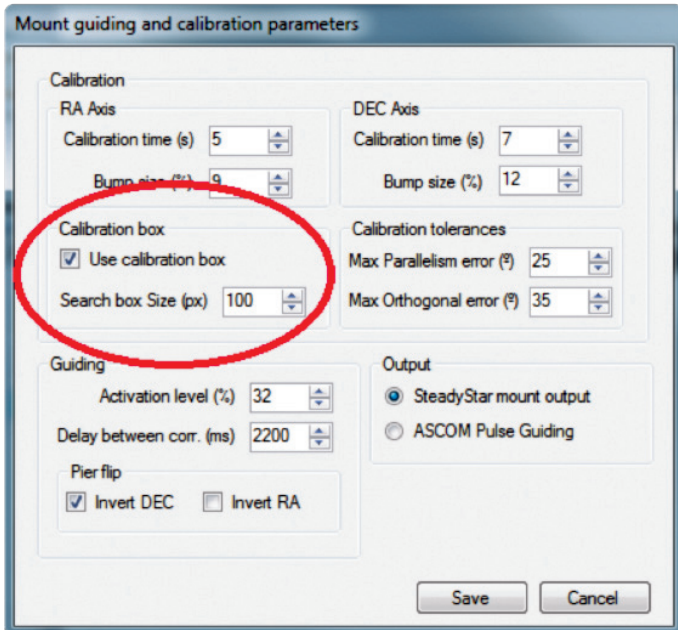 Mount guiding and calibration parameters
Calibration
RA Axis
Calibration time (s) 5
Bump size (%) 9
DEC Axis
Calibration time (s) 7
Bump size (%) 12
Calibration box
Use calibration box
Search box Size (px) 100
Calibration tolerances
Max Parallelism error (º) 25
Max Orthogonal error (º) 35
Guiding
Activation level (%) 32
Delay between corr. (ms) 2200
Pier flip
Invert DEC Invert RA
Output
SteadyStar mount output
ASCOM Pulse Guiding
Save Cancel